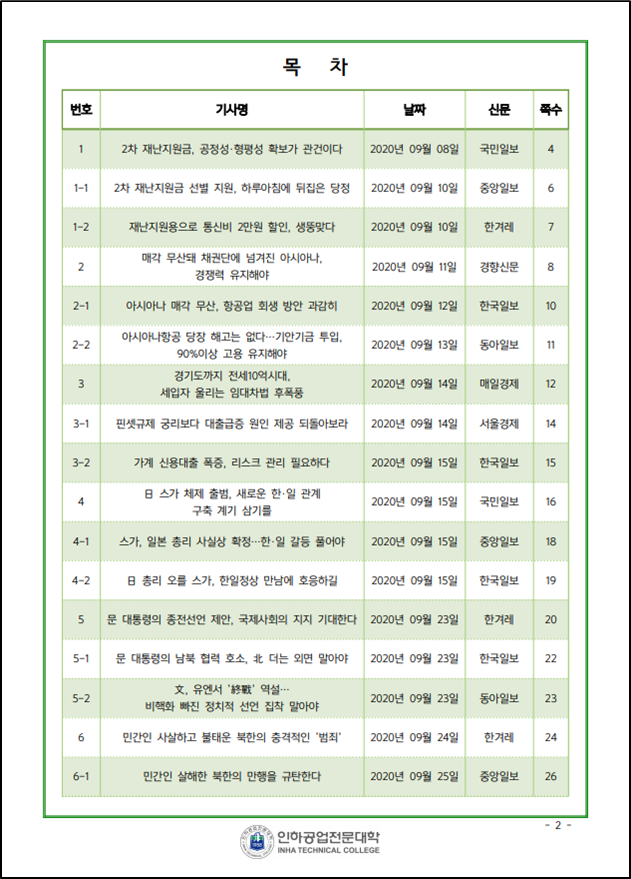 목 차
번호 기사명 날짜 신문 쪽수
1 2차 재난지원금, 공정성·형평성 확보가 관건이다 2020년 09월 08일 국민일보 4
1-1 2차 재난지원금 선별 지원, 하루아침에 뒤집은 당정 2020년 09월 10일 중앙일보 6
1-2 재난지원용으로 통신비 2만원 할인, 생뚱맞다 2020년 09월 10일 한겨레 7
2 매각 무산돼 채권단에 넘겨진 아시아나,
경쟁력 유지해야 2020년 09월 11일 경향신문 8
2-1 아시아나 매각 무산, 항공업 회생 방안 과감히 2020년 09월 12일 한국일보 10
2-2 아시아나항공 당장 해고는 없다…기안기금 투입,
90%이상 고용 유지해야 2020년 09월 13일 동아일보 11
3 경기도까지 전세10억시대,
세입자 울리는 임대차법 후폭풍 2020년 09월 14일 매일경제 12
3-1 핀셋규제 궁리보다 대출급증 원인 제공 되돌아보라 2020년 09월 14일 서울경제 14
3-2 가계 신용대출 폭증, 리스크 관리 필요하다 2020년 09월 15일 한국일보 15
4 日 스가 체제 출범, 새로운 한·일 관계
구축 계기 삼기를 2020년 09월 15일 국민일보 16
4-1 스가, 일본 총리 사실상 확정…한·일 갈등 풀어야 2020년 09월 15일 중앙일보 18
4-2 日 총리 오를 스가, 한일정상 만남에 호응하길 2020년 09월 15일 한국일보 19
5 문 대통령의 종전선언 제안, 국제사회의 지지 기대한다 2020년 09월 23일 한겨레 20
5-1 문 대통령의 남북 협력 호소, 北 더는 외면 말아야 2020년 09월 23일 한국일보 22
5-2 文, 유엔서 '終戰' 역설…
비핵화 빠진 정치적 선언 집착 말아야 2020년 09월 23일 동아일보 23
6 민간인 사살하고 불태운 북한의 충격적인 '범죄' 2020년 09월 24일 한겨레 24
6-1 민간인 살해한 북한의 만행을 규탄한다 2020년 09월 25일 중앙일보 26
- 2 -
인하공업전문대학
INHA TECHNICAL COLLEGE